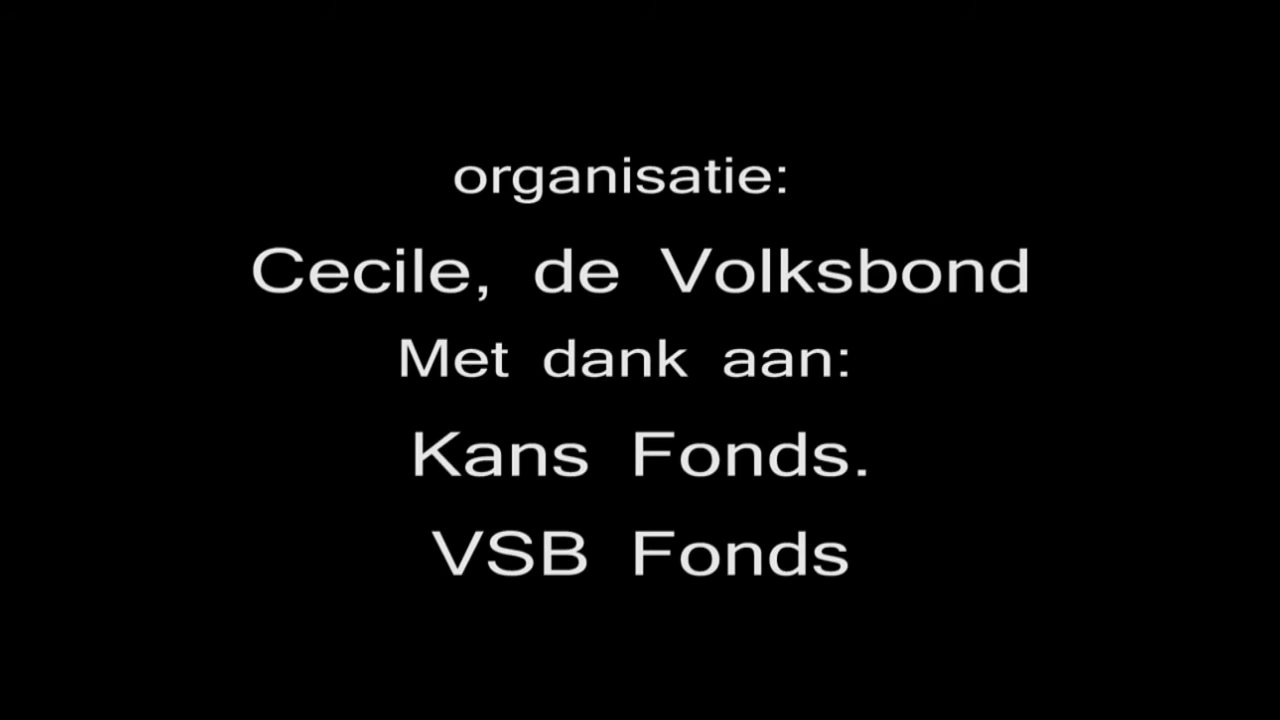 organisatie:
Cecile, de Volksbond
Met dank aan:
Kans Fonds.
VSB Fonds